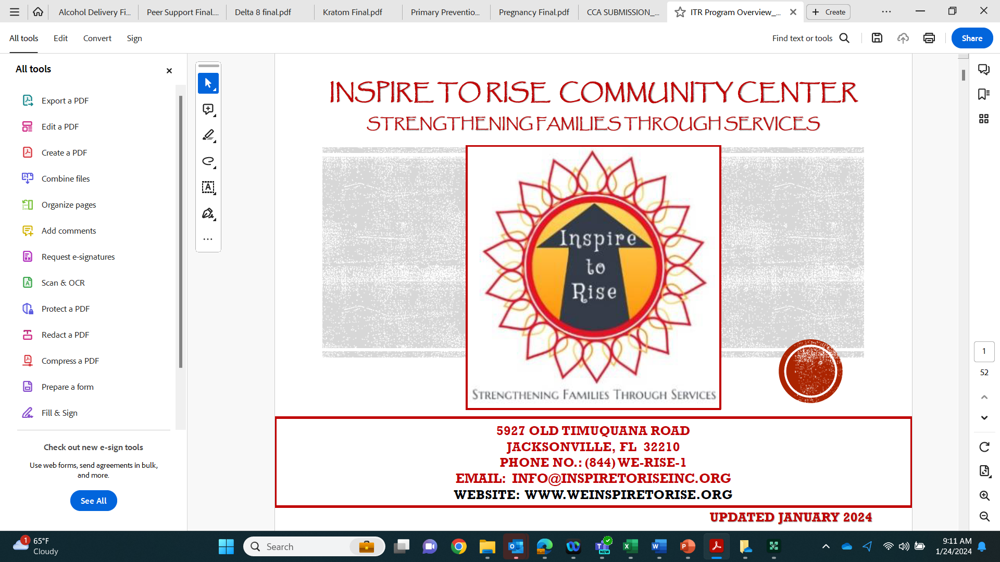 Alcohol Delivery Fi...
Peer Support Final....
Delta 8 final.pdf
Kratom Final.pdf
Primary Preventio...
Pregnancy Final.pdf
CCA SUBMISSION_...
ITR Program Overview_...
Create
All tools
Edit
Convert
Sign
Find text or tools
Share
All tools
Export a PDF
Edit a PDF
Create a PDF
Combine files
Organize pages
Add comments
Request e-signatures
Scan & OCR
Protect a PDF
Redact a PDF
Compress a PDF
Prepare a form
Fill & Sign
Check out new e-sign tools
Use web forms, send agreements in bulk,
and more.
See All
INSPIRE TO RISE COMMUNITY CENTER
STRENGTHENING FAMILIES THROUGH SERVICES
Inspire
to
Rise
STRENGTHENING FAMILIES THROUGH SERVICES
5927 OLD TIMUQUANA ROAD
JACKSONVILLE, FL 32210
PHONE NO.: (844) WE-RISE-1
EMAIL: INFO@INSPIRETORISEINC.ORG
WEBSITE: WWW.WEINSPIRETORISE.ORG
UPDATED JANUARY 2024
1
52
1
65°F
Cloudy
Search
NEW
9:11 AM
1/24/2024